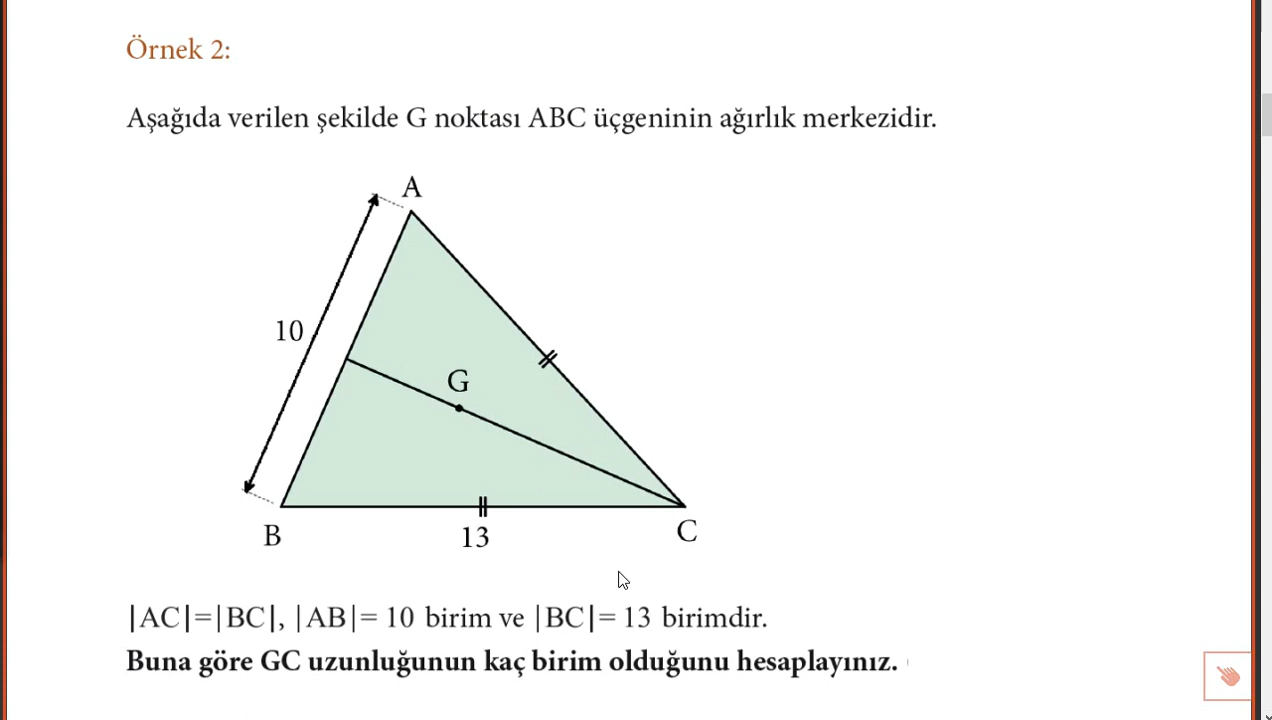 Örnek 2:
Aşağıda verilen şekilde G noktası ABC üçgeninin ağırlık merkezidir.
A
10
G
B
13
C
|AC|=|BC|, |AB|= 10 birim ve |BC|= 13 birimdir.
Buna göre GC uzunluğunun kaç birim olduğunu hesaplayınız.